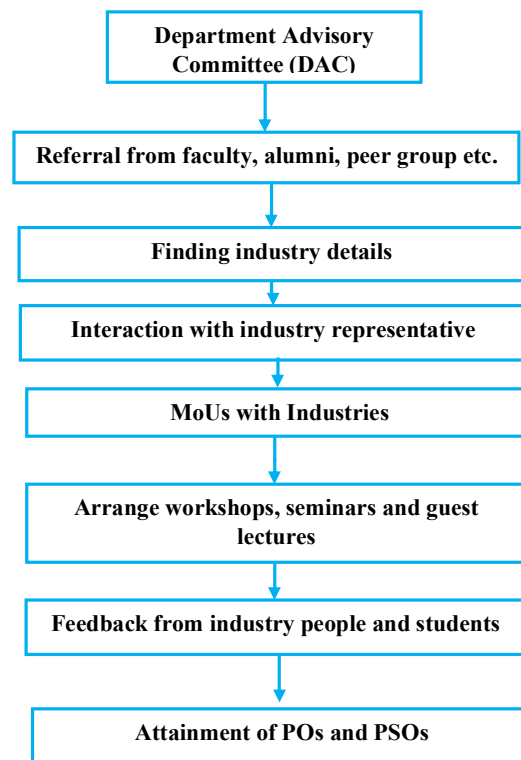 Department Advisory
Committee (DAC)
Referral from faculty, alumni, peer group etc.
Finding industry details
Interaction with industry representative
MoUs with Industries
Arrange workshops, seminars and guest
lectures
Feedback from industry people and students
Attainment of POs and PSOs